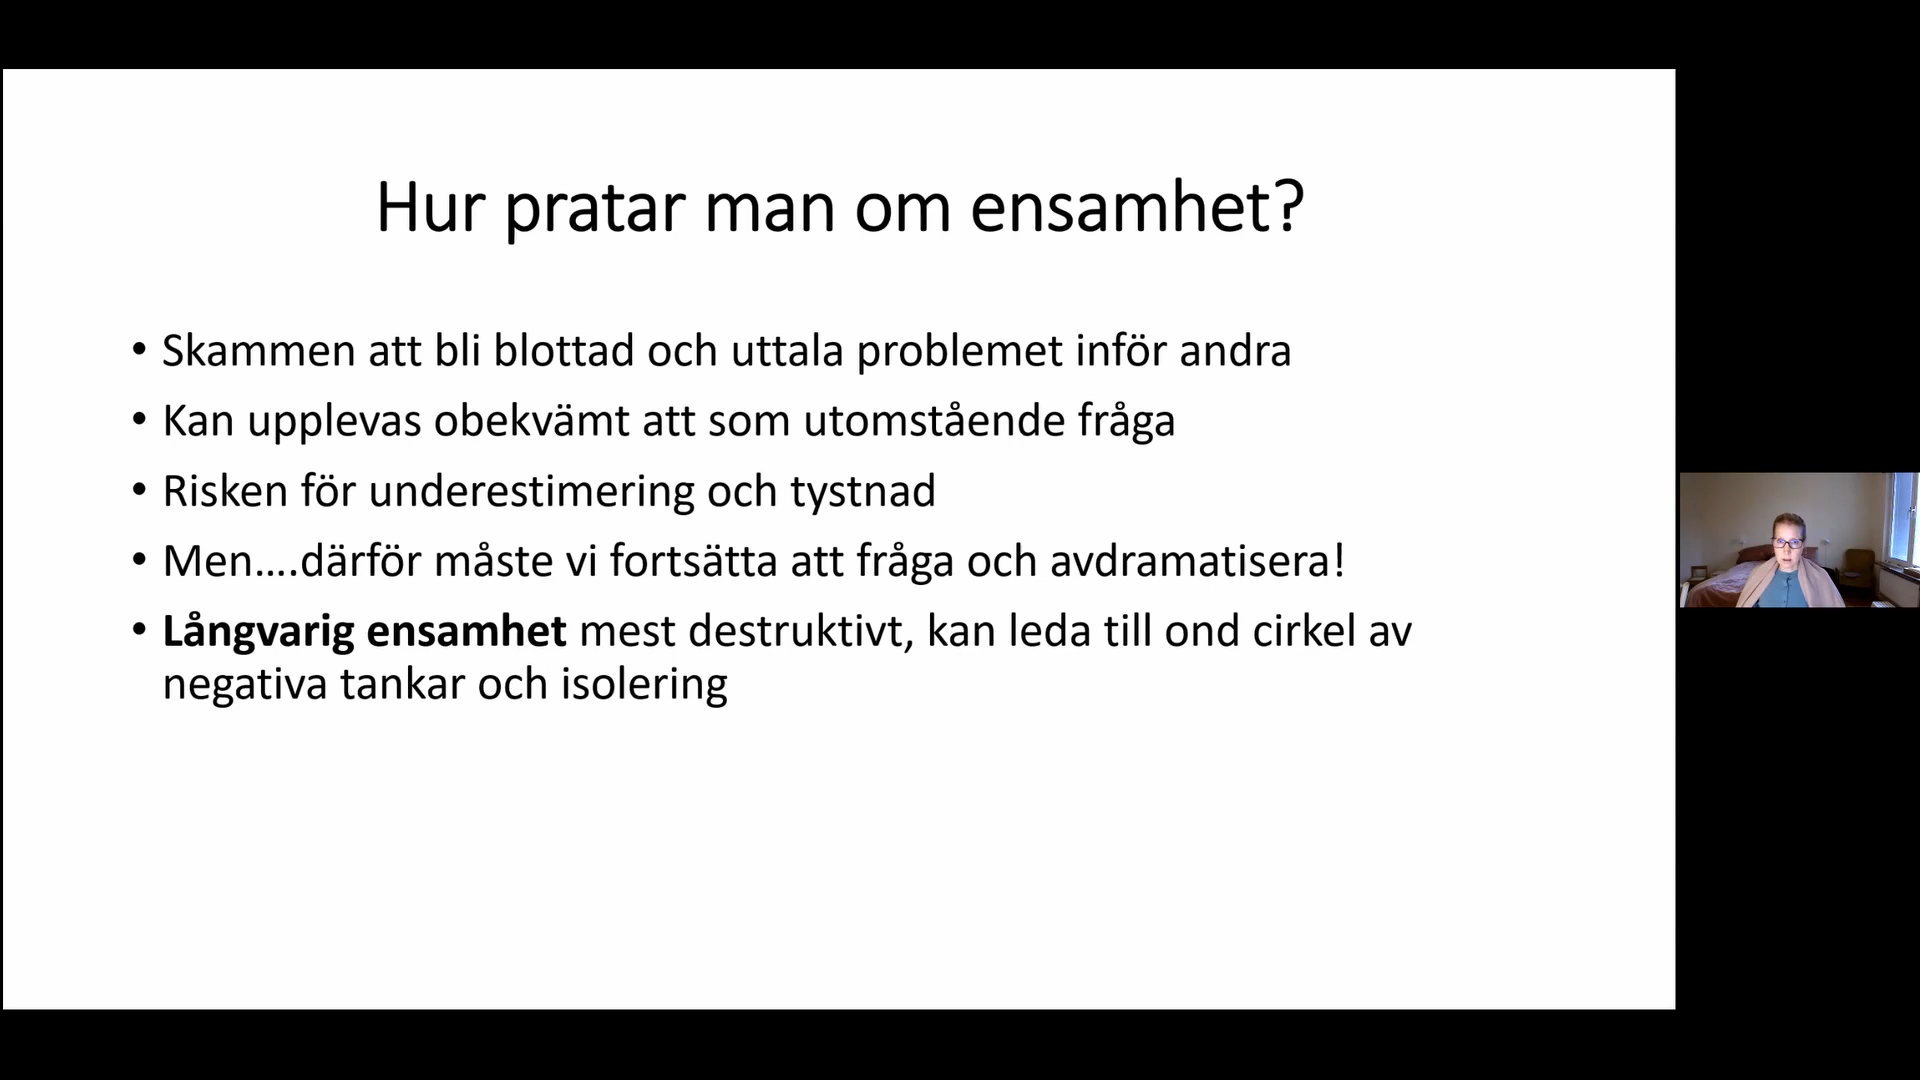 Hur pratar man om ensamhet?
• Skammen att bli blottad och uttala problemet inför andra
• Kan upplevas obekvämt att som utomstående fråga
• Risken för underestimering och tystnad
• Men....därför måste vi fortsätta att fråga och avdramatisera!
• Långvarig ensamhet mest destruktivt, kan leda till ond cirkel av
negativa tankar och isolering